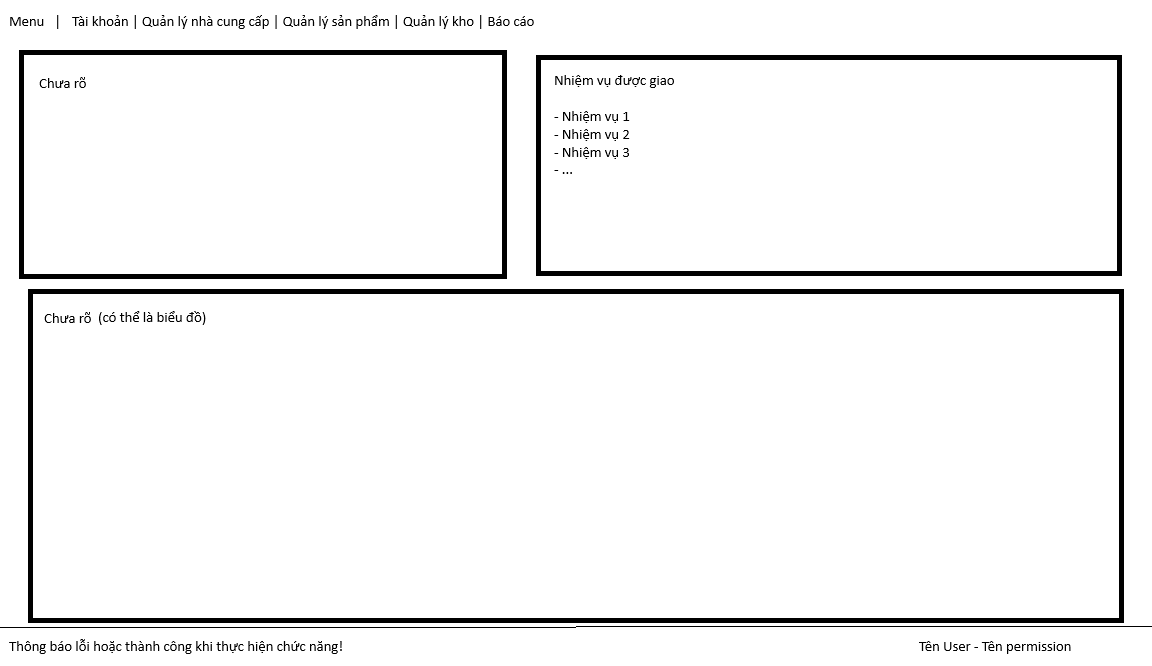 Menu | Tài khoản | Quản lý nhà cung cấp | Quản lý sản phẩm | Quản lý kho | Báo cáo
Chưa rõ
Nhiệm vụ được giao
- Nhiệm vụ 1
- Nhiệm vụ 2
- Nhiệm vụ 3
- ...
Chưa rõ (có thể là biểu đồ)
Thông báo lỗi hoặc thành công khi thực hiện chức năng!
Tên User - Tên permission